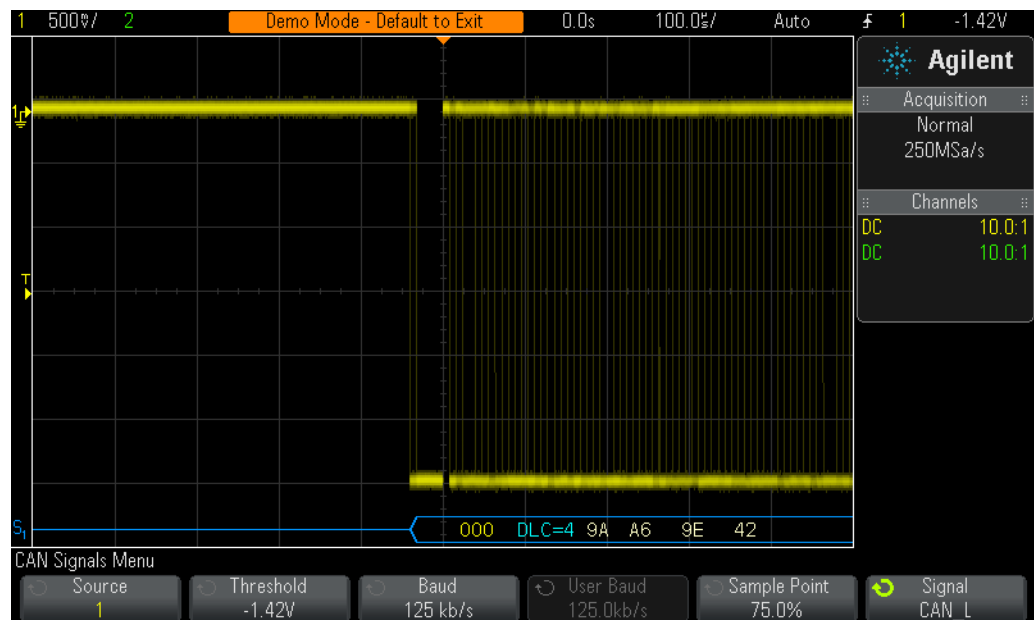 1 500㎷/ 2 Demo Mode - Default to Exit 0.0s 100.0㎲/ Auto 1 -1.42V
Agilent
Acquisition
Normal
250MSa/s
Channels
DC 10.0:1
DC 10.0:1
1
T
S1
000 DLC=4 9A A6 9E 42
CAN Signals Menu
Source
1
Threshold
-1.42V
Baud
125 kb/s
User Baud
125.0kb/s
Sample Point
75.0%
Signal
CAN_L